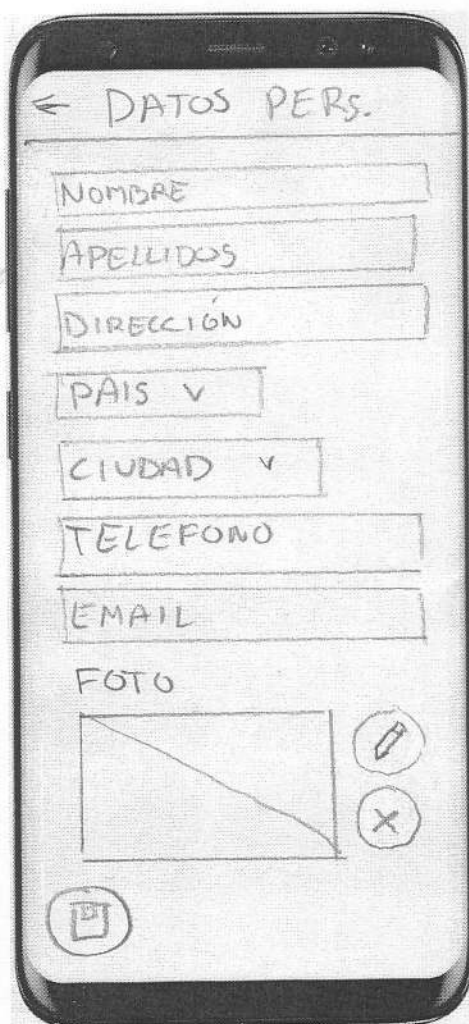 ← DATOS PERS.
NOMBRE
APELLIDOS
DIRECCIÓN
PAIS ∨
CIUDAD ∨
TELEFONO
EMAIL
FOTO